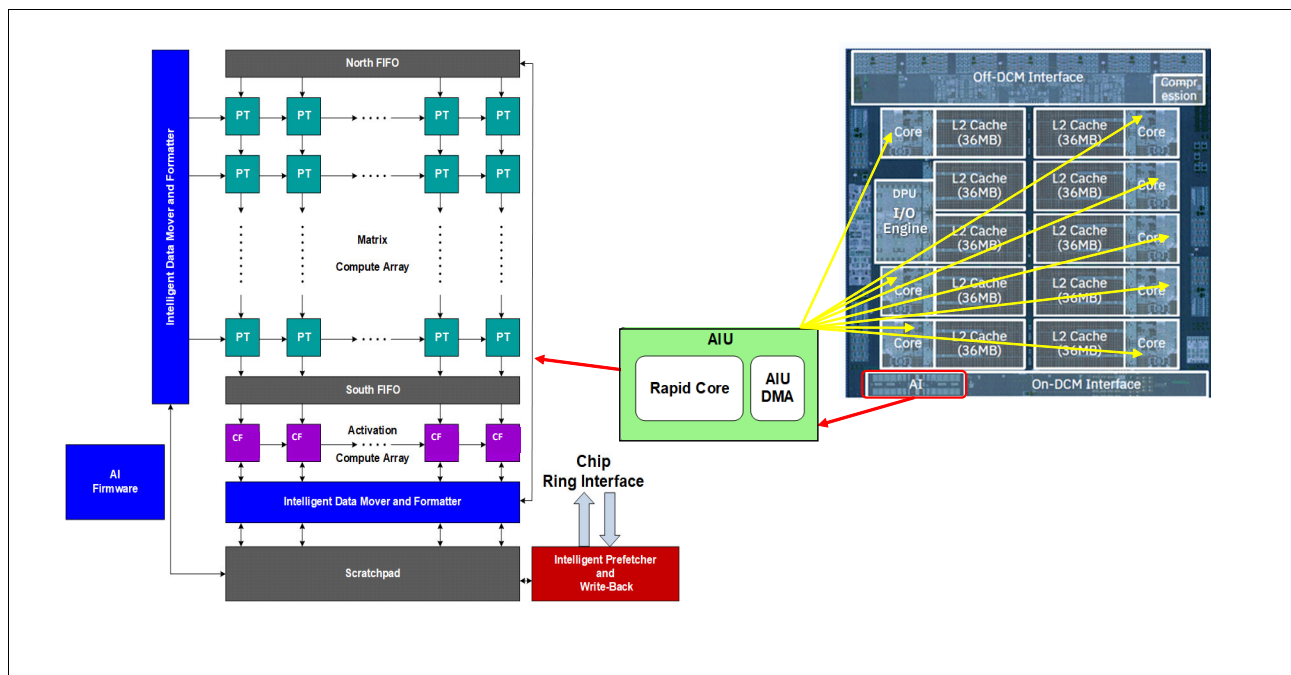 North FIFO
Intelligent Data Mover and Formatter
PT
PT
PT
PT
PT
PT
PT
PT
Matrix
Compute Array
PT
PT
PT
PT
South FIFO
CF
CF
Activation
Compute Array
CF
CF
AI
Firmware
Intelligent Data Mover and Formatter
Scratchpad
Chip
Ring Interface
Intelligent Prefetcher
and
Write-Back
AIU
Rapid Core
AIU
DMA
Off-DCM Interface
Compr
ession
Core
L2 Cache
(36MB)
L2 Cache
(36MB)
Core
DPU
I/O
Engine
L2 Cache
(36MB)
L2 Cache
(36MB)
Core
L2 Cache
(36MB)
L2 Cache
(36MB)
Core
Core
L2 Cache
(36MB)
L2 Cache
(36MB)
Core
Core
L2 Cache
(36MB)
L2 Cache
(36MB)
Core
AI
On-DCM Interface